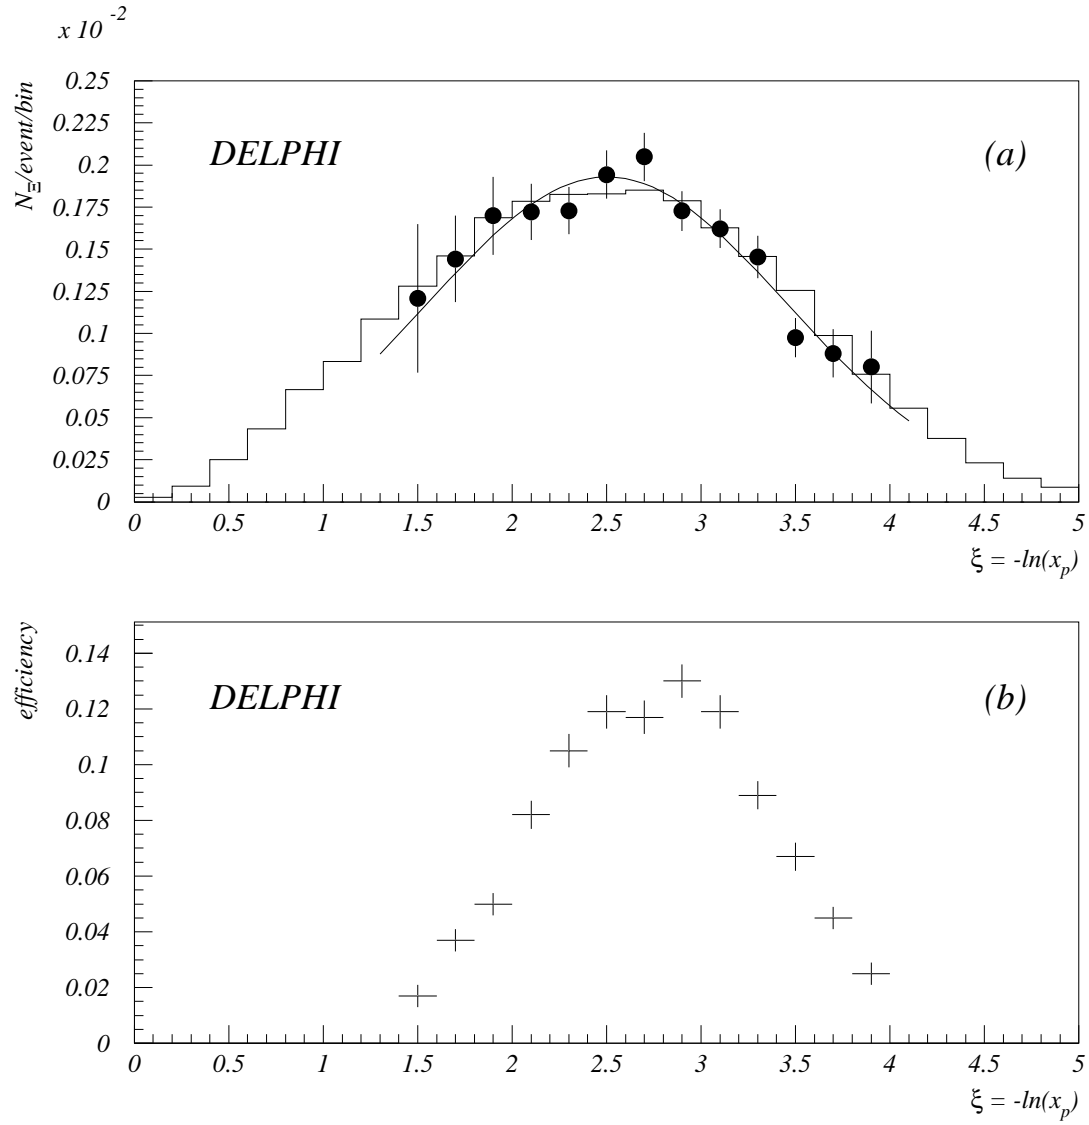 x 10 -2
N_Ξ/event/bin
0.25
0.225
0.2
0.175
0.15
0.125
0.1
0.075
0.05
0.025
0
DELPHI (a)
0 0.5 1 1.5 2 2.5 3 3.5 4 4.5 5
ξ = -ln(x_p)
efficiency
0.14
0.12
0.1
0.08
0.06
0.04
0.02
0
DELPHI (b)
0 0.5 1 1.5 2 2.5 3 3.5 4 4.5 5
ξ = -ln(x_p)